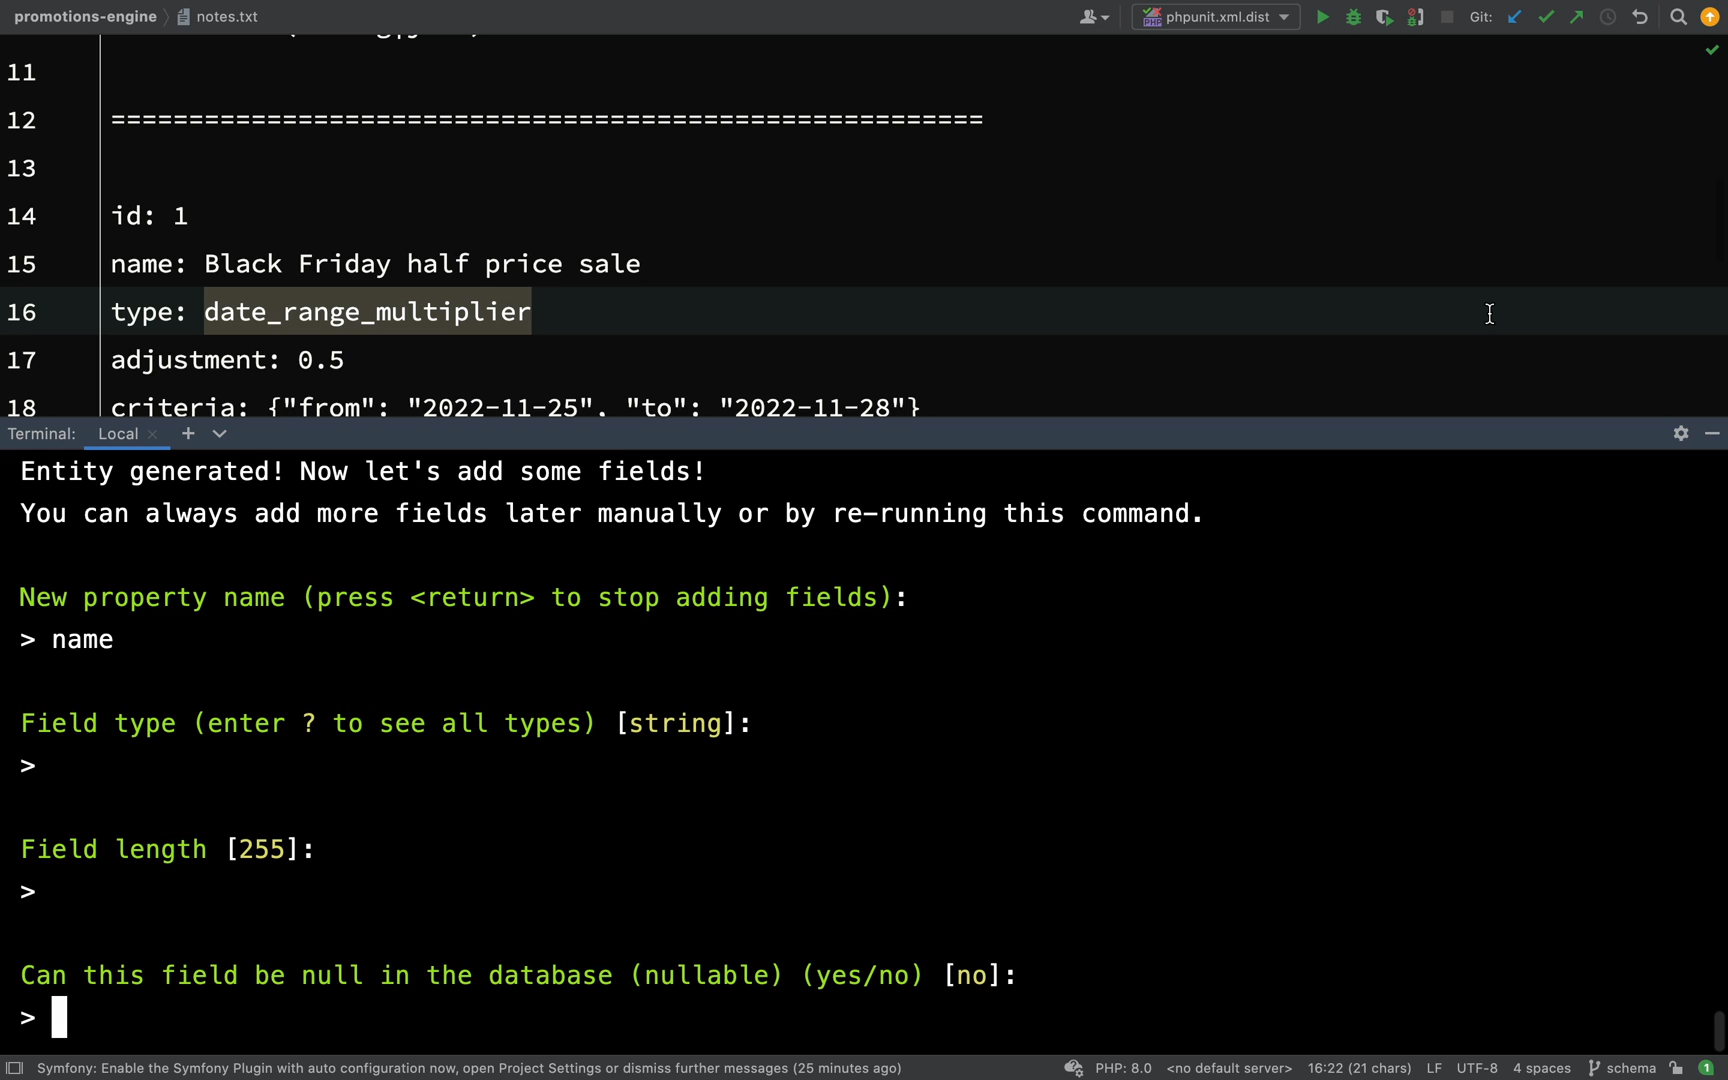 promotions-engine
notes.txt
phpunit.xml.dist
Git:
11
12 ========================================================
13
14 id: 1
15 name: Black Friday half price sale
16 type: date_range_multiplier
17 adjustment: 0.5
18 criteria: {"from": "2022-11-25", "to": "2022-11-28"}
Terminal: Local
Entity generated! Now let's add some fields!
You can always add more fields later manually or by re-running this command.
New property name (press <return> to stop adding fields):
> name
Field type (enter ? to see all types) [string]:
>
Field length [255]:
>
Can this field be null in the database (nullable) (yes/no) [no]:
>
Symfony: Enable the Symfony Plugin with auto configuration now, open Project Settings or dismiss further messages (25 minutes ago) PHP: 8.0 <no default server> 16:22 (21 chars) LF UTF-8 4 spaces schema 1